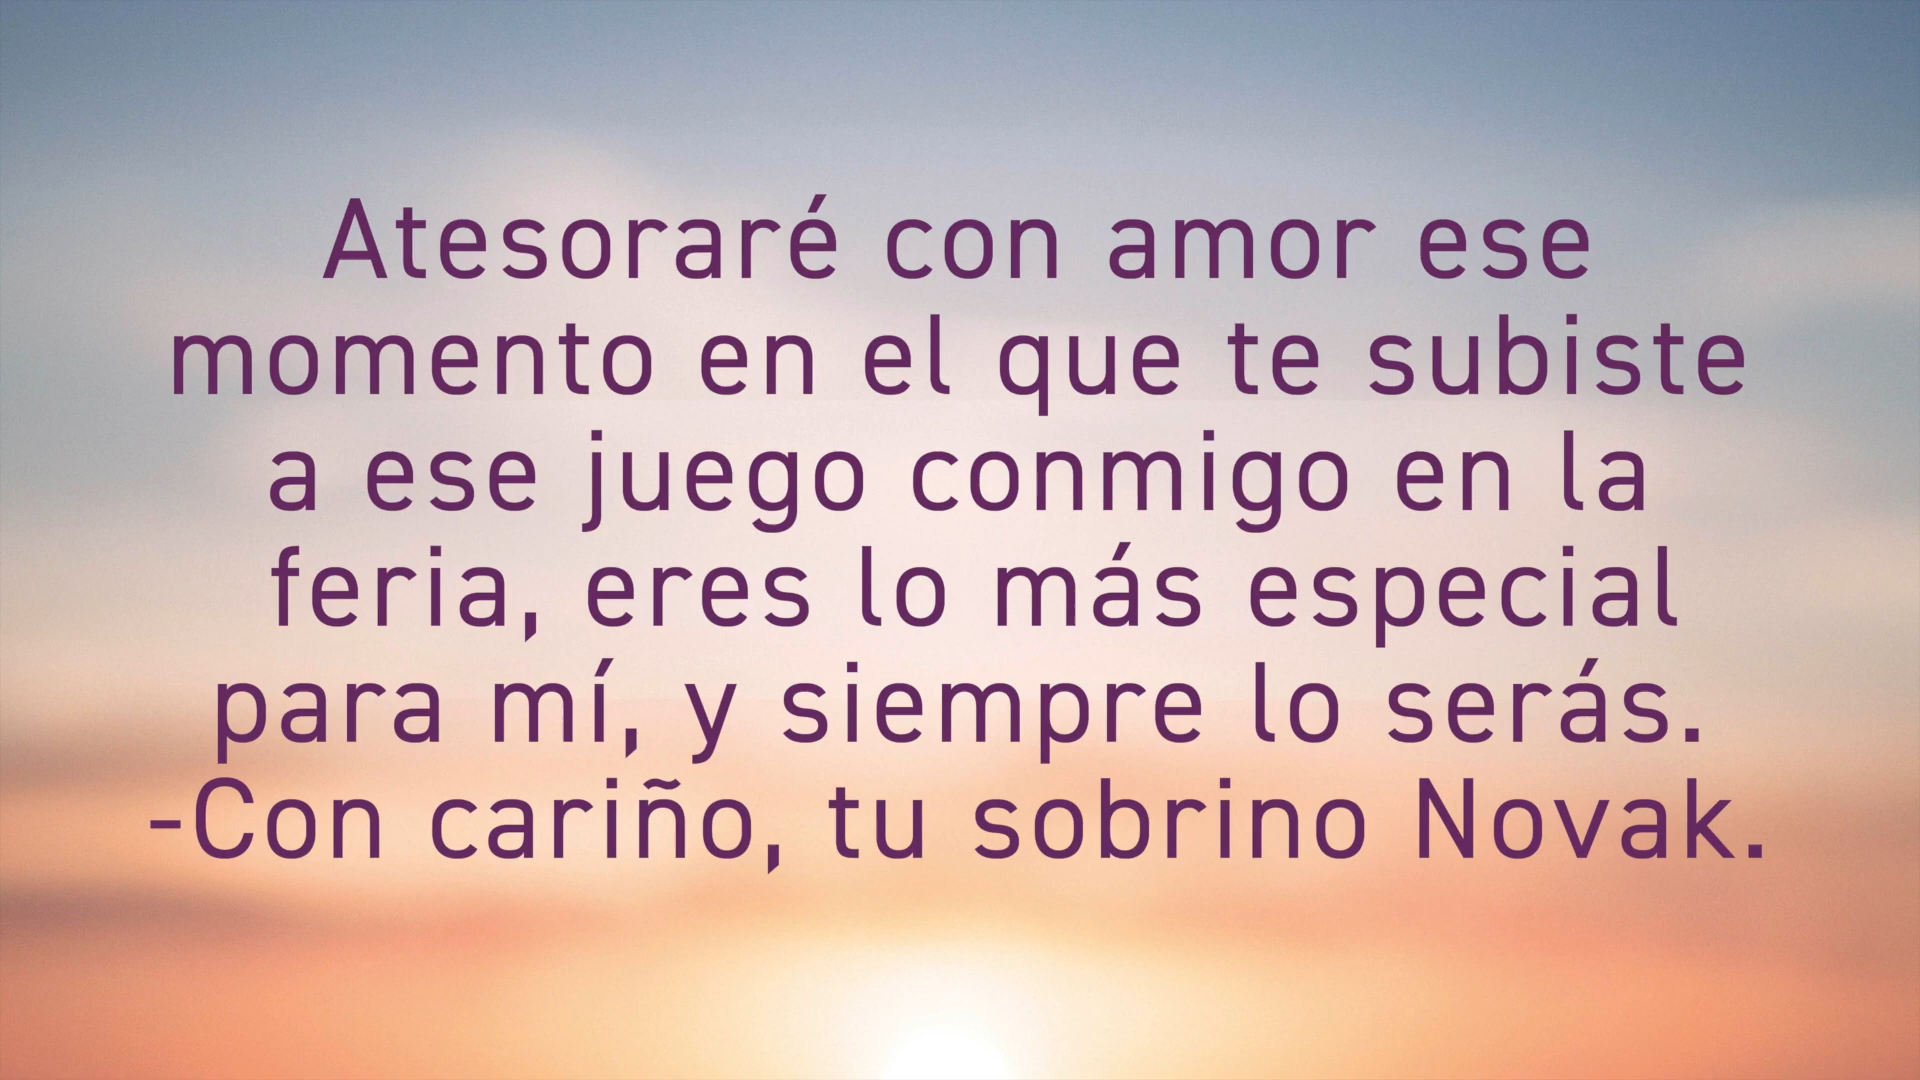 Atesoraré con amor ese
momento en el que te subiste
a ese juego conmigo en la
feria, eres lo más especial
para mí, y siempre lo serás.
-Con cariño, tu sobrino Novak.